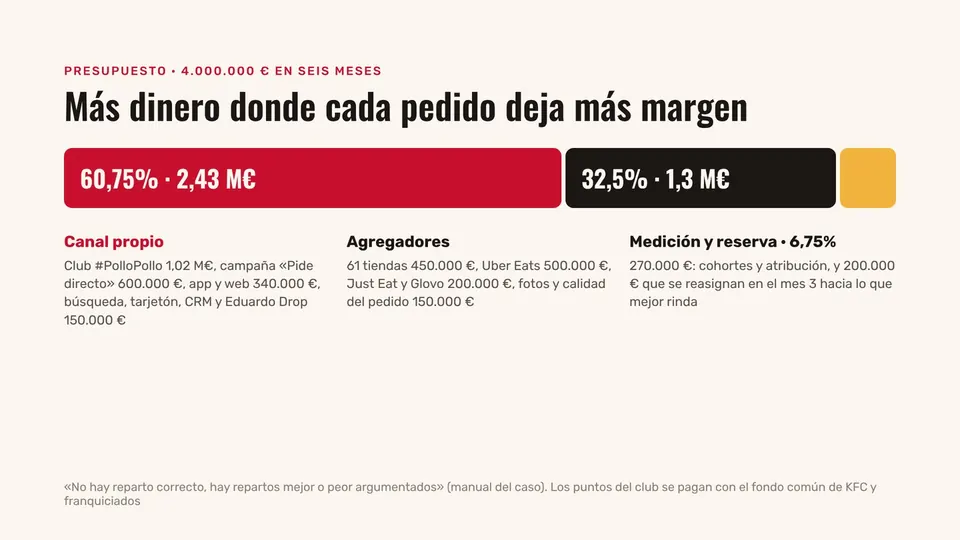 PRESUPUESTO • 4.000.000 € EN SEIS MESES
Más dinero donde cada pedido deja más margen
60,75% · 2,43 M€
32,5% · 1,3 M€
Canal propio
Club #PolloPollo 1,02 M€, campaña «Pide
directo» 600.000 €, app y web 340.000 €,
búsqueda, tarjetón, CRM y Eduardo Drop
150.000 €
Agregadores
61 tiendas 450.000 €, Uber Eats 500.000 €,
Just Eat y Glovo 200.000 €, fotos y calidad
del pedido 150.000 €
Medición y reserva • 6,75%
270.000 €: cohortes y atribución, y 200.000
€ que se reasignan en el mes 3 hacia lo que
mejor rinda
«No hay reparto correcto, hay repartos mejor o peor argumentados» (manual del caso). Los puntos del club se pagan con el fondo común de KFC y
franquiciados